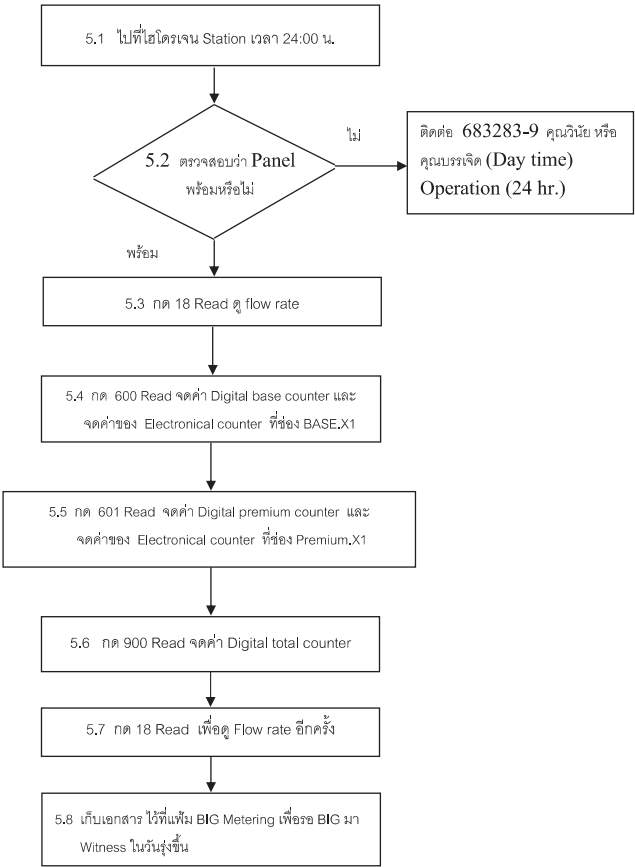 5.1 ไปที่ไฮโดรเจน Station เวลา 24:00 น.
5.2 ตรวจสอบว่า Panel
พร้อมหรือไม่
ไม่
ติดต่อ 683283-9 คุณวินัย หรือ
คุณบรรเจิด (Day time)
Operation (24 hr.)
พร้อม
5.3 กด 18 Read ดู flow rate
5.4 กด 600 Read จดค่า Digital base counter และ
จดค่าของ Electronical counter ที่ช่อง BASE.X1
5.5 กด 601 Read จดค่า Digital premium counter และ
จดค่าของ Electronical counter ที่ช่อง Premium.X1
5.6 กด 900 Read จดค่า Digital total counter
5.7 กด 18 Read เพื่อดู Flow rate อีกครั้ง
5.8 เก็บเอกสาร ไว้ที่แฟ้ม BIG Metering เพื่อรอ BIG มา
Witness ในวันรุ่งขึ้น